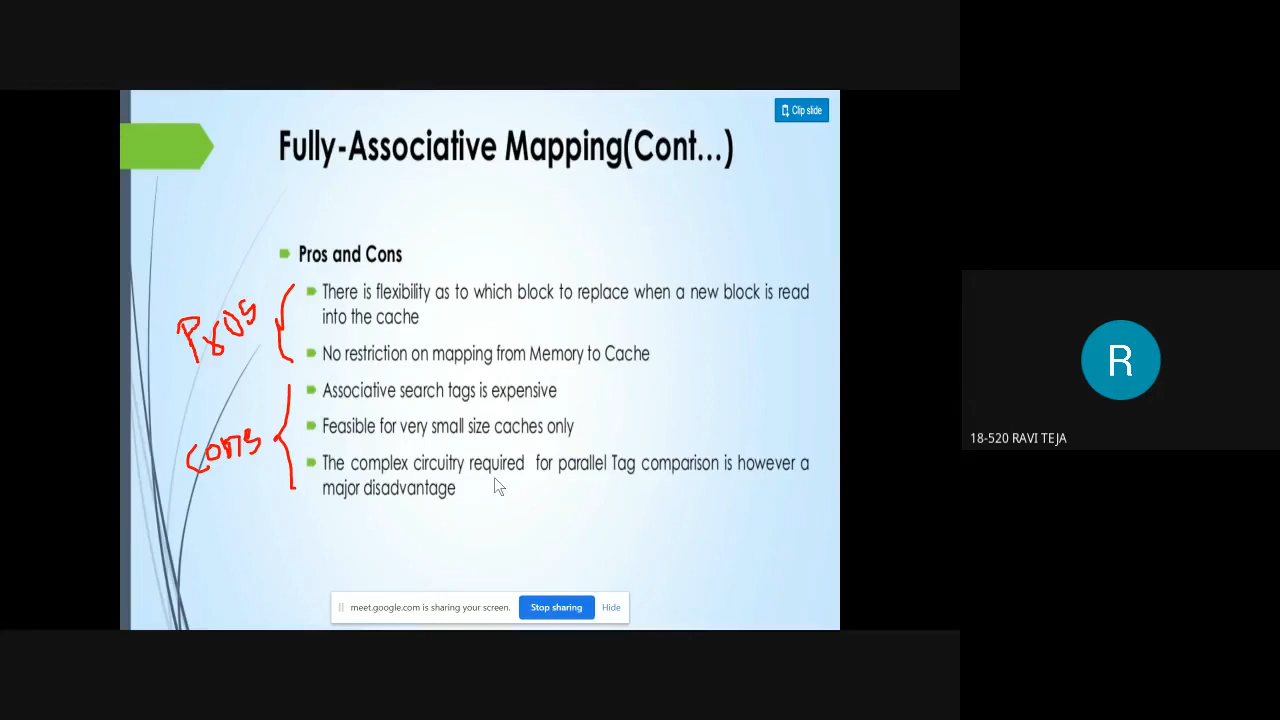 Clip slide
Fully-Associative Mapping(Cont...)
Pros and Cons
There is flexibility as to which block to replace when a new block is read
into the cache
No restriction on mapping from Memory to Cache
Pros
Associative search tags is expensive
Feasible for very small size caches only
The complex circuitry required for parallel Tag comparison is however a
major disadvantage
cons
meet.google.com is sharing your screen. Stop sharing Hide
R
18-520 RAVI TEJA